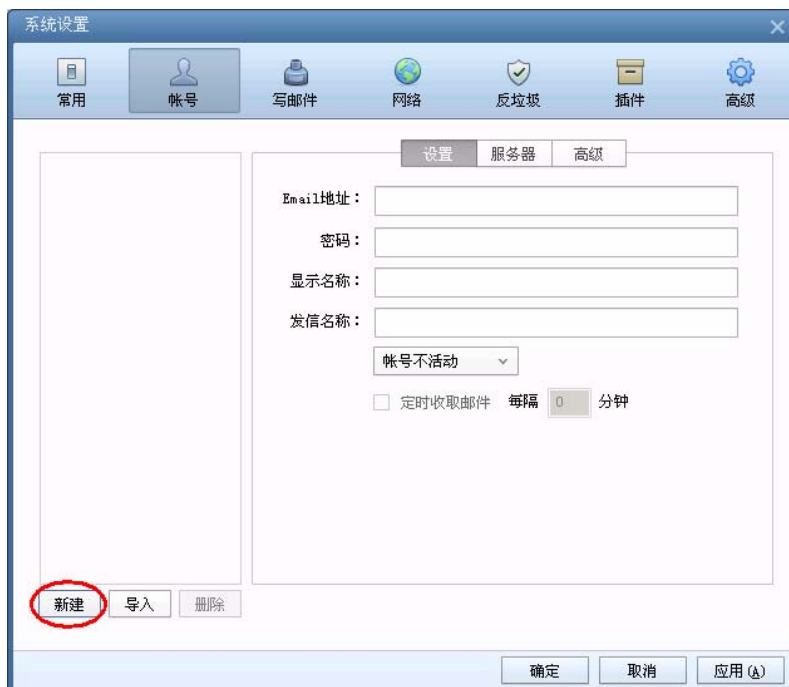 系统设置
常用 帐号 写邮件 网络 反垃圾 插件 高级
设置 服务器 高级
Email地址：
密码：
显示名称：
发信名称：
帐号不活动
定时收取邮件 每隔 0 分钟
新建 导入 删除
确定 取消 应用(A)